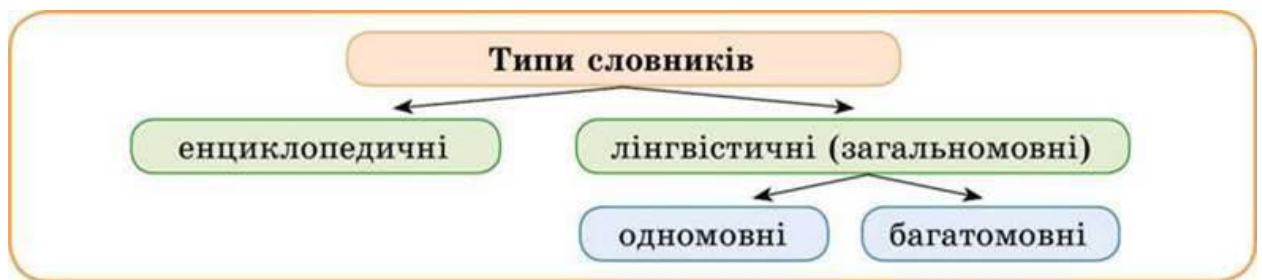 Типи словників
енциклопедичні
лінгвістичні (загальномовні)
одномовні
багатомовні